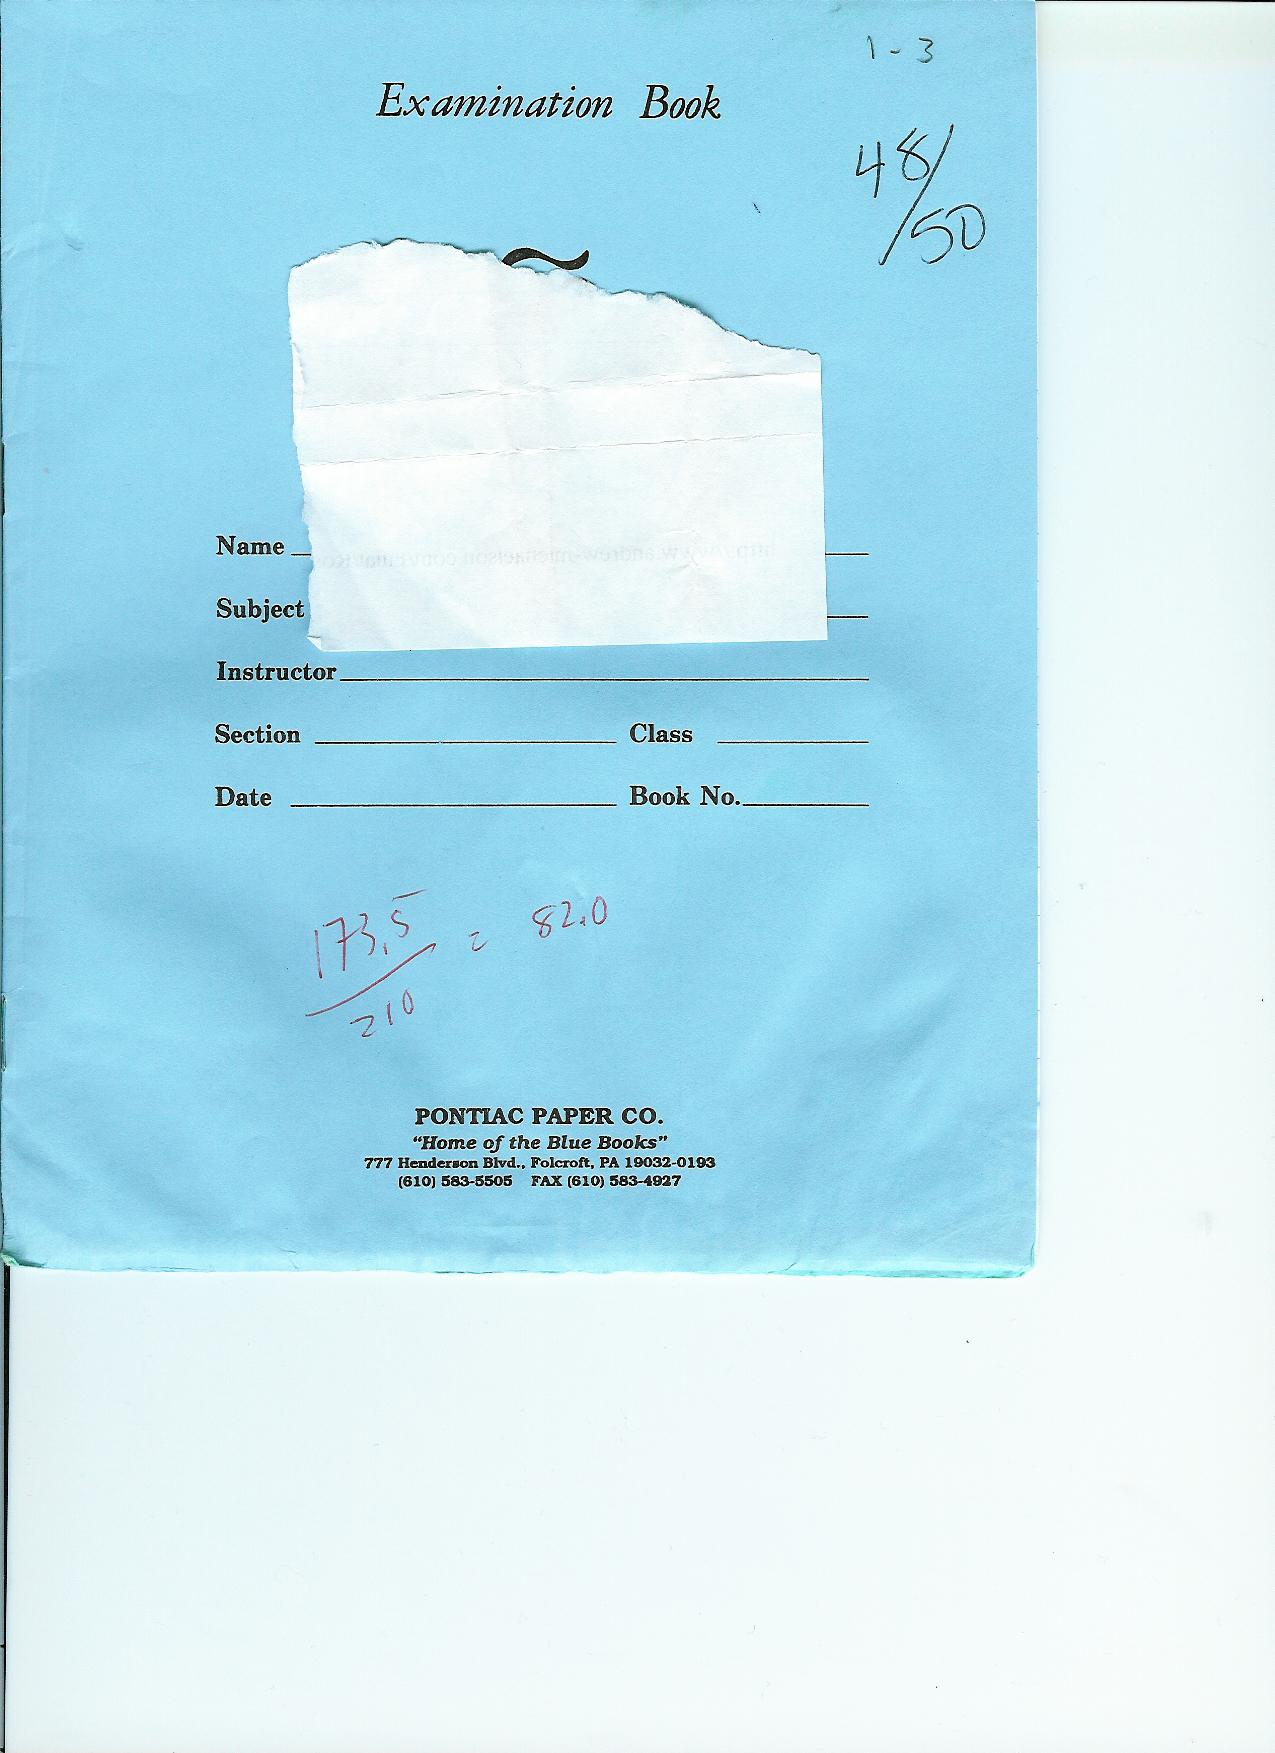 1-3
Examination Book
48/50
Name
Subject
Instructor
Section Class
Date Book No.
173.5/210 = 82.0
PONTIAC PAPER CO.
"Home of the Blue Books"
777 Henderson Blvd., Folcroft, PA 19032-0193
(610) 583-5505 FAX (610) 583-4927